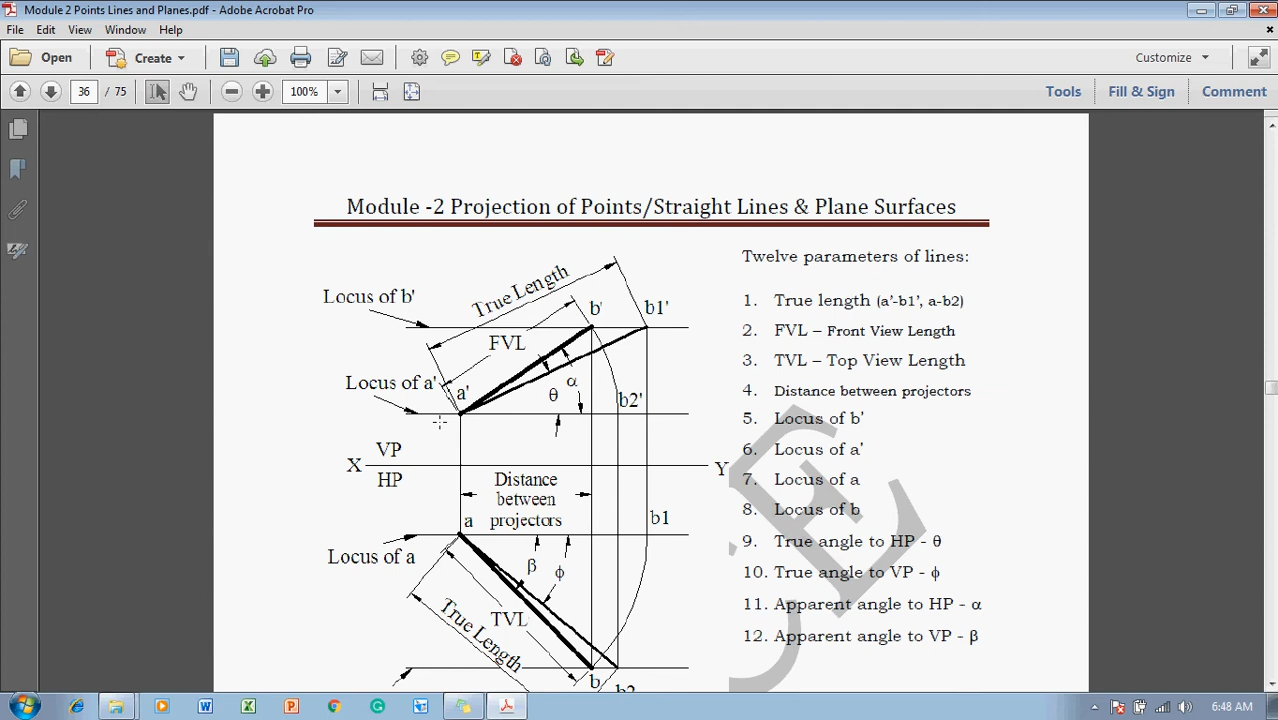 Module 2 Points Lines and Planes.pdf - Adobe Acrobat Pro
File Edit View Window Help
Open Create Customize
36 / 75 100% Tools Fill & Sign Comment
Module -2 Projection of Points/Straight Lines & Plane Surfaces
Twelve parameters of lines:
1. True length (a’-b1’, a-b2)
2. FVL – Front View Length
3. TVL – Top View Length
4. Distance between projectors
5. Locus of b’
6. Locus of a’
7. Locus of a
8. Locus of b
9. True angle to HP - θ
10. True angle to VP - ϕ
11. Apparent angle to HP - α
12. Apparent angle to VP - β
True Length
Locus of b'
b'
b1'
FVL
Locus of a'
a'
θ
α
b2'
VP
X
Y
HP
Distance
between
projectors
a
b1
Locus of a
β
ϕ
TVL
True Length
b
b2
CE
6:48 AM